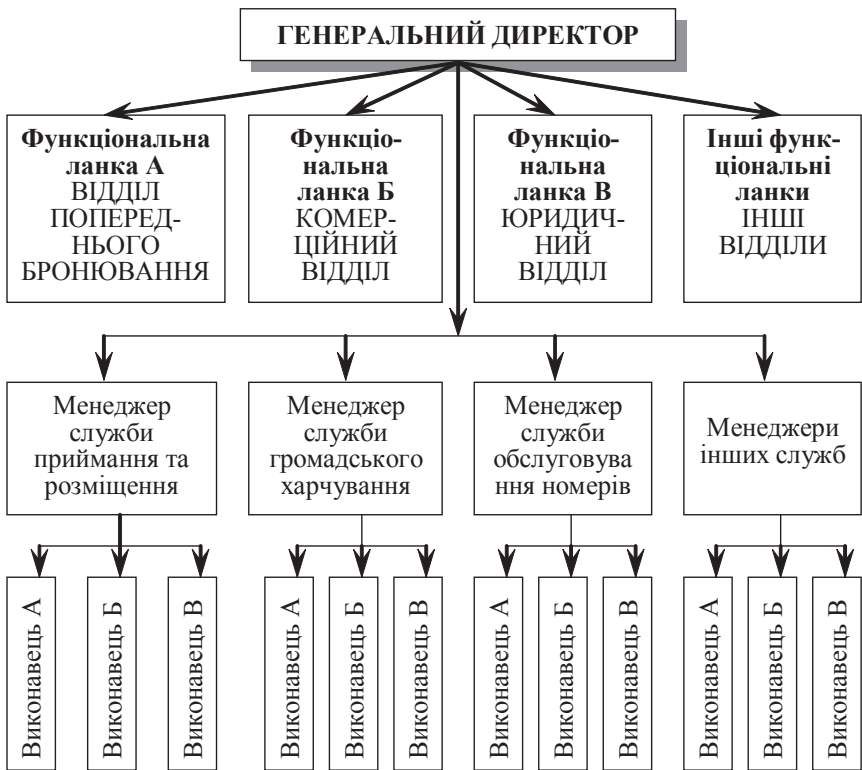 ГЕНЕРАЛЬНИЙ ДИРЕКТОР
Функціональна
ланка А
ВІДДІЛ
ПОПЕРЕД-
НЬОГО
БРОНЮВАННЯ
Функціо-
нальна
ланка Б
КОМЕР-
ЦІЙНИЙ
ВІДДІЛ
Функціо-
нальна
ланка В
ЮРИДИЧ-
НИЙ
ВІДДІЛ
Інші функ-
ціональні
ланки
ІНШІ
ВІДДІЛИ
Менеджер
служби
приймання та
розміщення
Менеджер
служби
громадського
харчування
Менеджер
служби
обслуговува
ння номерів
Менеджери
інших служб
Виконавець А
Виконавець Б
Виконавець В
Виконавець А
Виконавець Б
Виконавець В
Виконавець А
Виконавець Б
Виконавець В
Виконавець А
Виконавець Б
Виконавець В